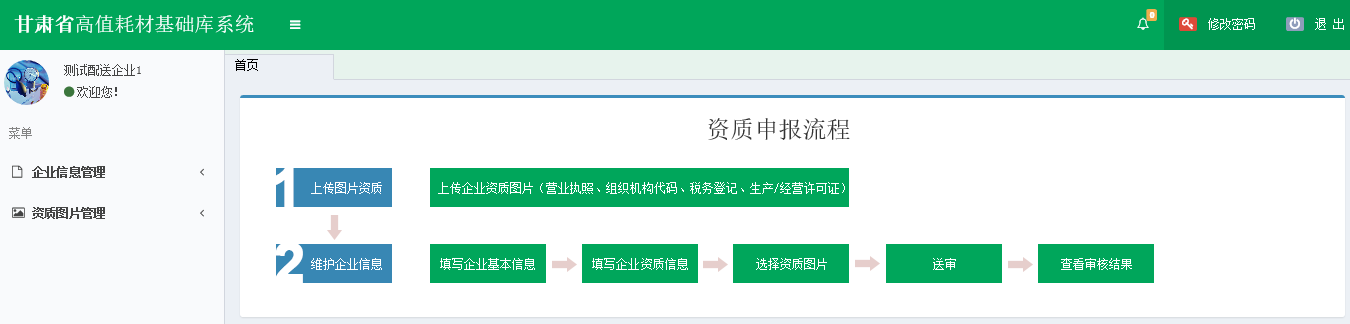 甘肃省高值耗材基础库系统
0
修改密码
退 出
测试配送企业1
欢迎您!
首页
菜单
企业信息管理
资质图片管理
资质申报流程
1
上传图片资质
上传企业资质图片（营业执照、组织机构代码、税务登记、生产/经营许可证）
2
维护企业信息
填写企业基本信息
填写企业资质信息
选择资质图片
送审
查看审核结果